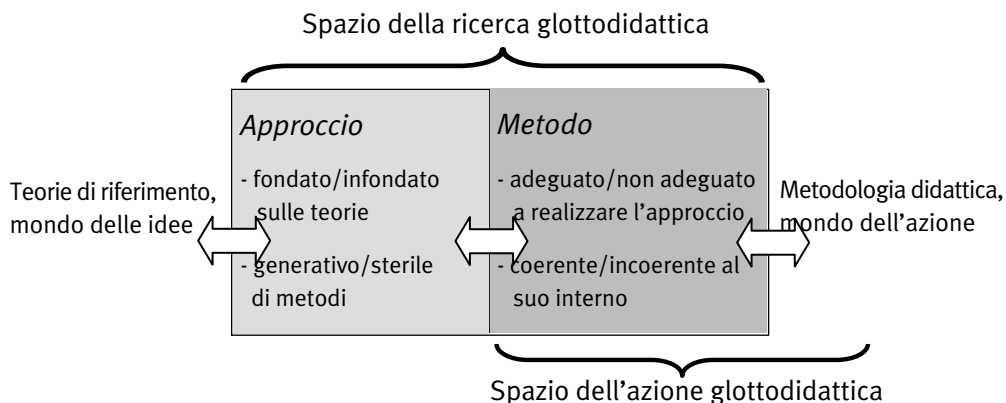 Spazio della ricerca glottodidattica
Approccio
- fondato/infondato
sulle teorie
- generativo/sterile
di metodi
Metodo
- adeguato/non adeguato
a realizzare l'approccio
- coerente/incoerente al
suo interno
Teorie di riferimento,
mondo delle idee
Metodologia didattica,
mondo dell'azione
Spazio dell'azione glottodidattica